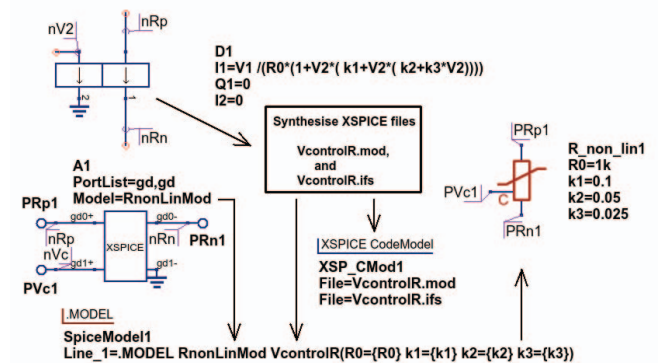 nV2
nRp
2
1
nRn
D1
I1=V1 /(R0*(1+V2*( k1+V2*( k2+k3*V2))))
Q1=0
I2=0
Synthesise XSPICE files
VcontrolR.mod,
and
VcontrolR.ifs
PRp1
R_non_lin1
R0=1k
k1=0.1
k2=0.05
k3=0.025
PVc1
C
PRn1
A1
PortList=gd,gd
Model=RnonLinMod
PRp1
gd0+
gd0-
nRp
XSPICE
nRn
PRn1
nVc
gd1+
gd1-
PVc1
XSPICE CodeModel
XSP_CMod1
File=VcontrolR.mod
File=VcontrolR.ifs
.MODEL
SpiceModel1
Line_1=.MODEL RnonLinMod VcontrolR(R0={R0} k1={k1} k2={k2} k3={k3})